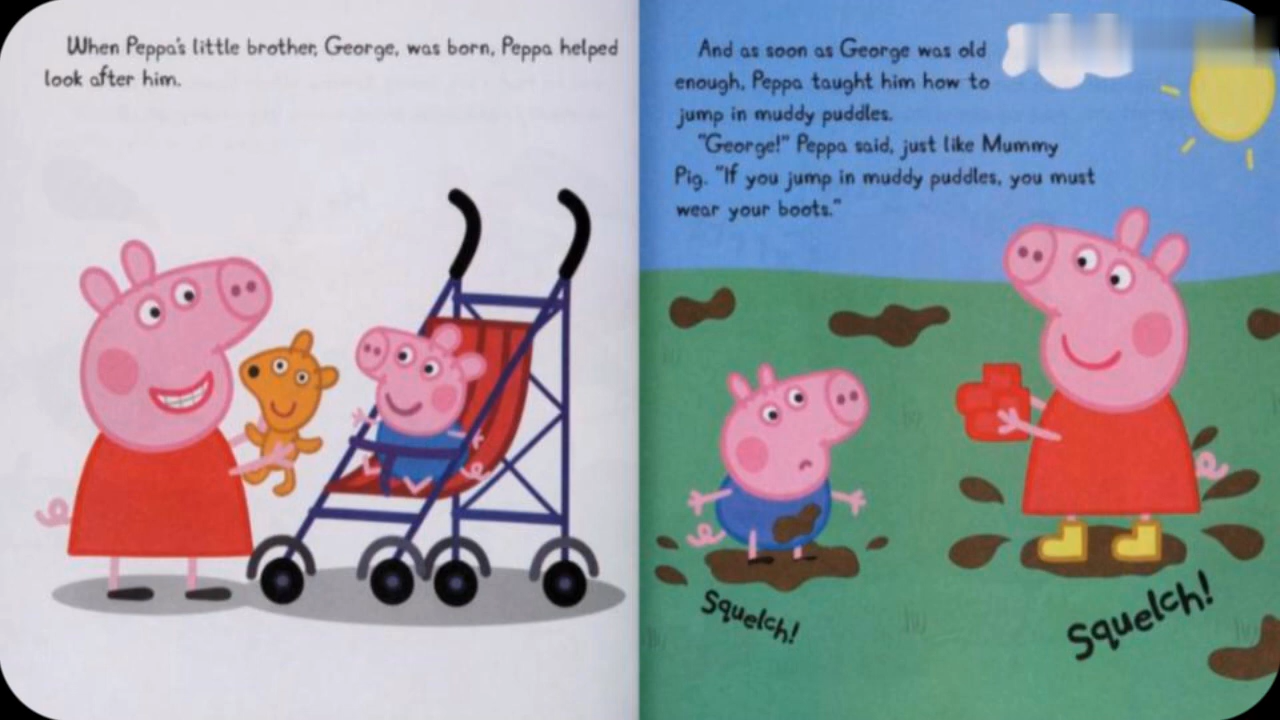 When Peppa's little brother, George, was born, Peppa helped
look after him.
And as soon as George was old
enough, Peppa taught him how to
jump in muddy puddles.
"George!" Peppa said, just like Mummy
Pig. "If you jump in muddy puddles, you must
wear your boots."
Squelch!
Squelch!